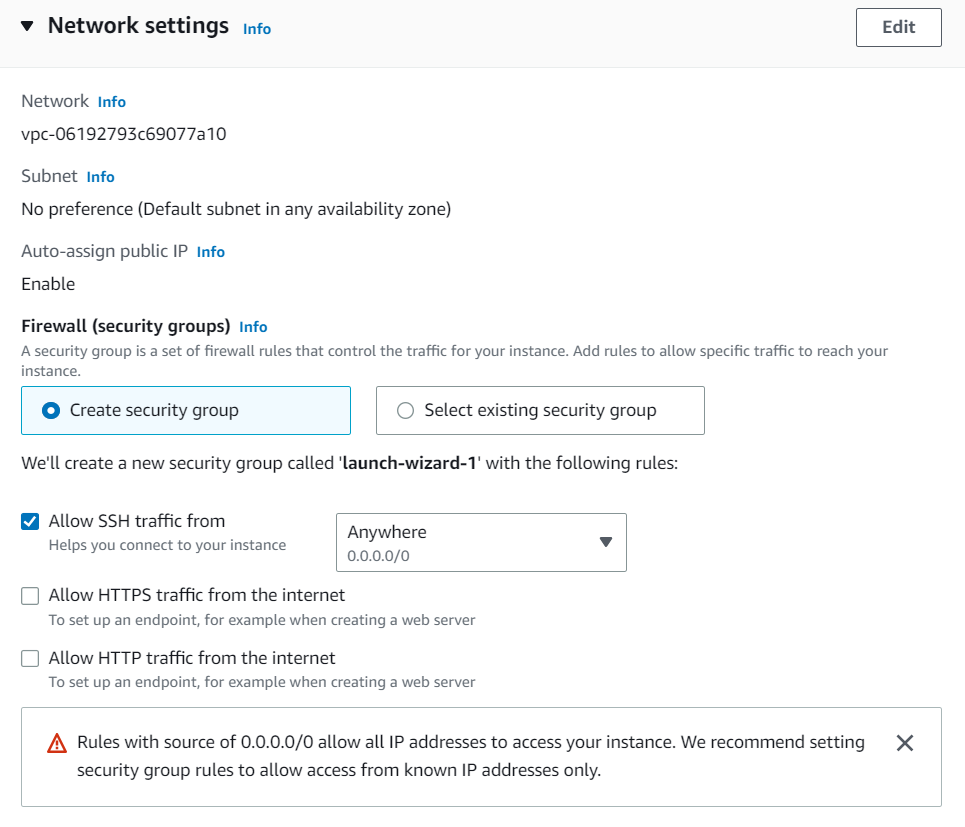 Network settings Info
Edit
Network Info
vpc-06192793c69077a10
Subnet Info
No preference (Default subnet in any availability zone)
Auto-assign public IP Info
Enable
Firewall (security groups) Info
A security group is a set of firewall rules that control the traffic for your instance. Add rules to allow specific traffic to reach your
instance.
Create security group
Select existing security group
We'll create a new security group called 'launch-wizard-1' with the following rules:
Allow SSH traffic from
Helps you connect to your instance
Anywhere
0.0.0.0/0
Allow HTTPS traffic from the internet
To set up an endpoint, for example when creating a web server
Allow HTTP traffic from the internet
To set up an endpoint, for example when creating a web server
Rules with source of 0.0.0.0/0 allow all IP addresses to access your instance. We recommend setting
security group rules to allow access from known IP addresses only.